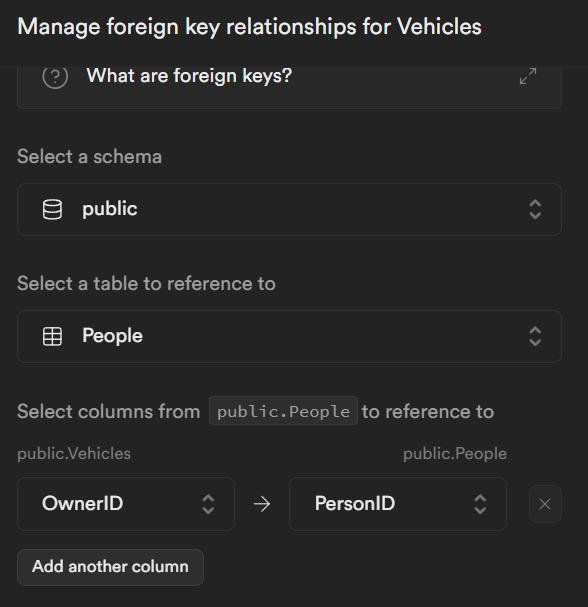 Manage foreign key relationships for Vehicles
? What are foreign keys?
Select a schema
public
Select a table to reference to
People
Select columns from public.People to reference to
public.Vehicles public.People
OwnerID → PersonID
Add another column